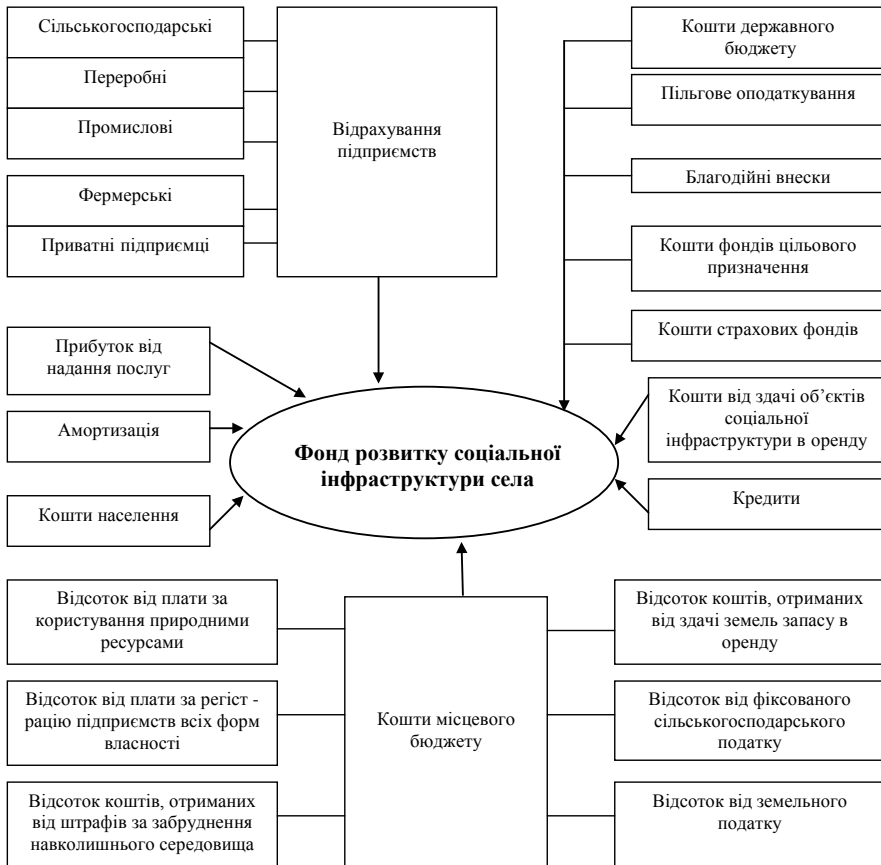 Сільськогосподарські
Переробні
Промислові
Фермерські
Приватні підприємці
Відрахування
підприємств
Кошти державного
бюджету
Пільгове оподаткування
Благодійні внески
Кошти фондів цільового
призначення
Кошти страхових фондів
Прибуток від
надання послуг
Амортизація
Кошти населення
Фонд розвитку соціальної
інфраструктури села
Кошти від здачі об’єктів
соціальної
інфраструктури в оренду
Кредити
Відсоток від плати за
користування природними
ресурсами
Відсоток від плати за регіст -
рацію підприємств всіх форм
власності
Відсоток коштів, отриманих
від штрафів за забруднення
навколишнього середовища
Кошти місцевого
бюджету
Відсоток коштів, отриманих
від здачі земель запасу в
оренду
Відсоток від фіксованого
сільськогосподарського
податку
Відсоток від земельного
податку